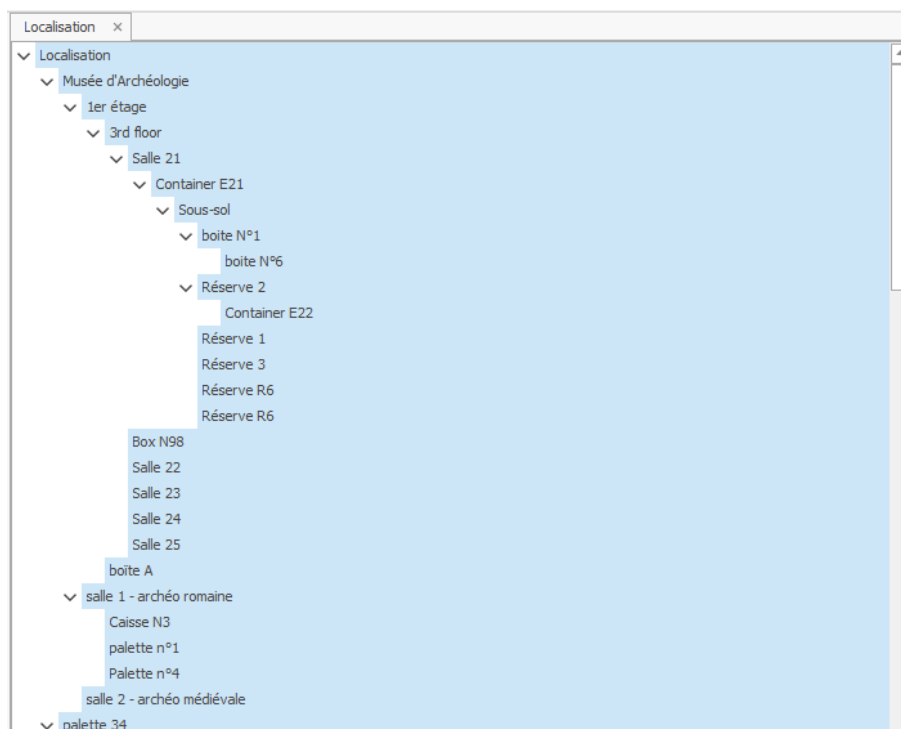 Localisation ×
Localisation
Musée d'Archéologie
1er étage
3rd floor
Salle 21
Container E21
Sous-sol
boite N°1
boite N°6
Réserve 2
Container E22
Réserve 1
Réserve 3
Réserve R6
Réserve R6
Box N98
Salle 22
Salle 23
Salle 24
Salle 25
boïte A
salle 1 - archéo romaine
Caisse N3
palette n°1
Palette n°4
salle 2 - archéo médiévale
palette 34